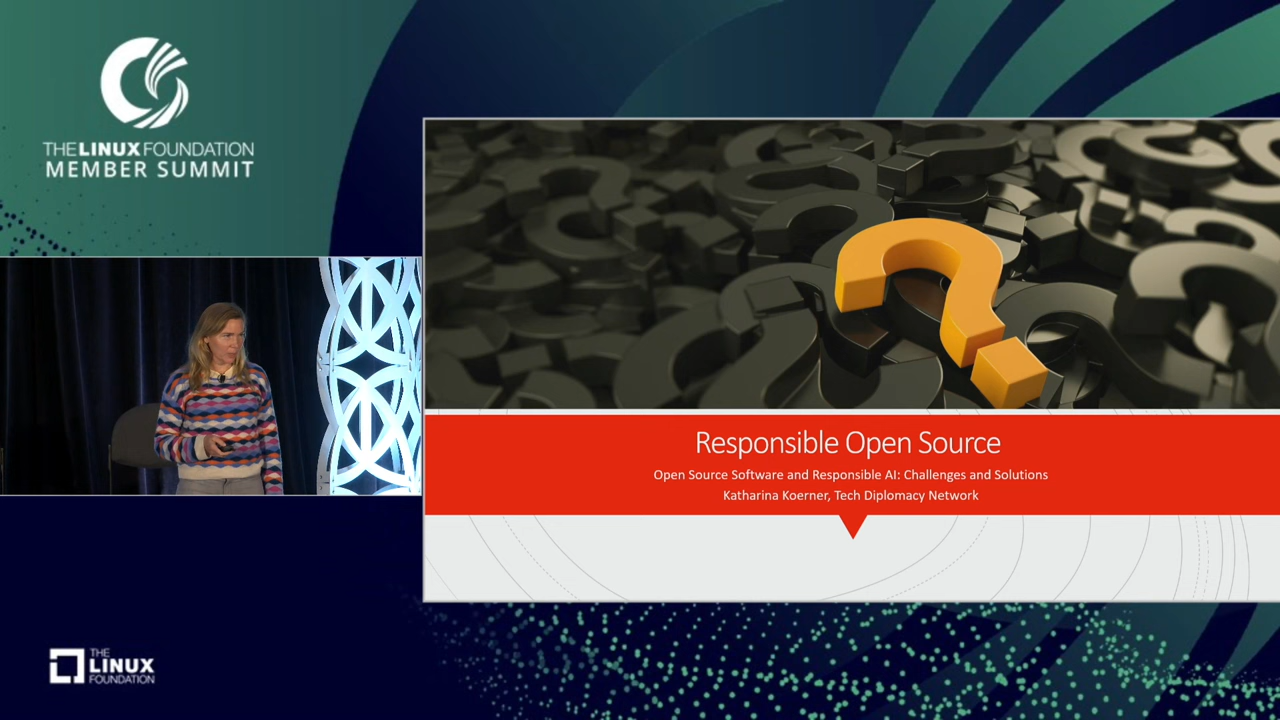 THE LINUX FOUNDATION
MEMBER SUMMIT
Responsible Open Source
Open Source Software and Responsible AI: Challenges and Solutions
Katharina Koerner, Tech Diplomacy Network
THE
LINUX
FOUNDATION